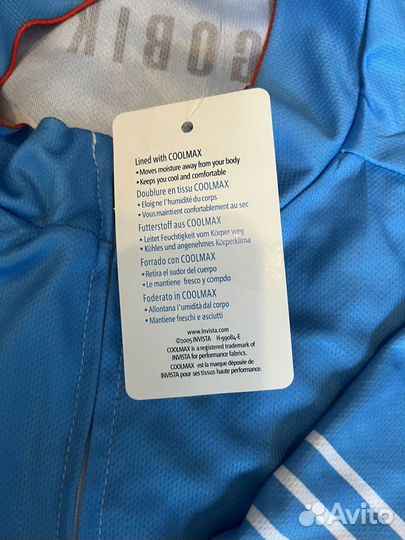 GOBIK
Lined with COOLMAX
• Moves moisture away from your body
• Keeps you cool and comfortable
Doublure en tissu COOLMAX
• Eloig ne l'humidité du corps
• Vous maintient confortablement au sec
Futterstoff aus COOLMAX
• Leitet Feuchtigkeit vom Körper weg
• Kühles und angenehmes Körperklima
Forrado con COOLMAX
• Retira el sudor del cuerpo
• Le mantiene fresco y cómpdo
Foderato in COOLMAX
• Allontana l'umidità dal corpo
• Mantiene freschi e asciutti
www.Invista.com
©2005 INVISTA H-99084-E
COOLMAX is a registered trademark of
INVISTA for performance fabrics.
COOLMAX est la marque déposée de
INVISTA pour ses tissus haute performance.
Avito